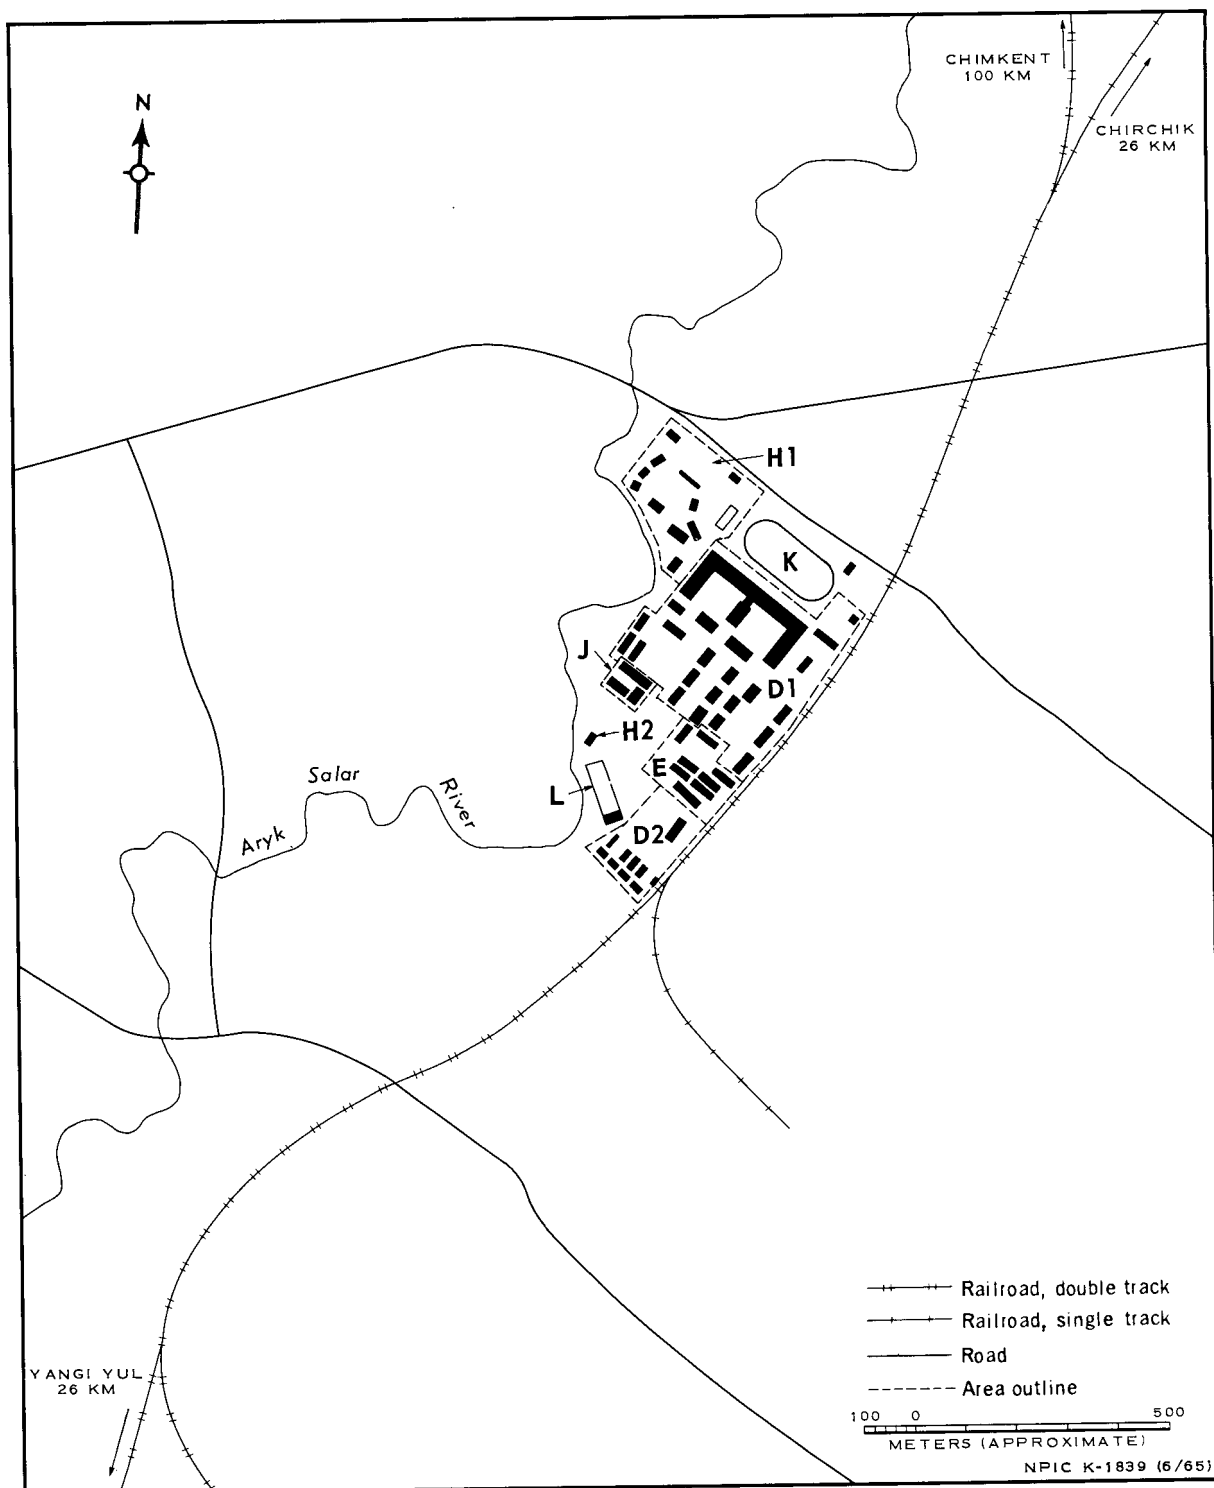 CHIMKENT
100 KM
CHIRCHIK
26 KM
N
H1
K
J
D1
H2
E
L
D2
Salar
River
Aryk
YANGI YUL
26 KM
Railroad, double track
Railroad, single track
Road
Area outline
100 0 500
METERS (APPROXIMATE)
NPIC K-1839 (6/65)